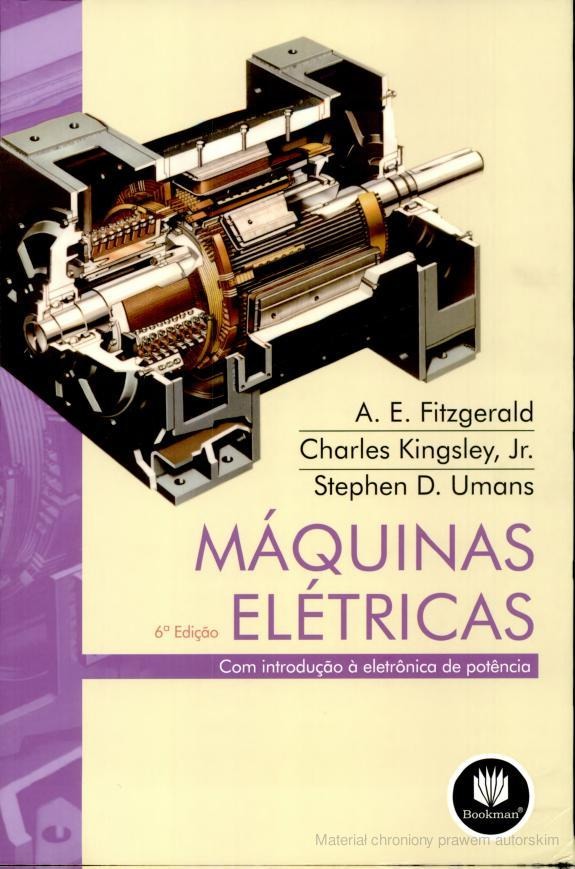 A. E. Fitzgerald
Charles Kingsley, Jr.
Stephen D. Umans
MÁQUINAS
6ª Edição ELÉTRICAS
Com introdução à eletrônica de potência
Bookman®
Materiał chroniony prawem autorskim